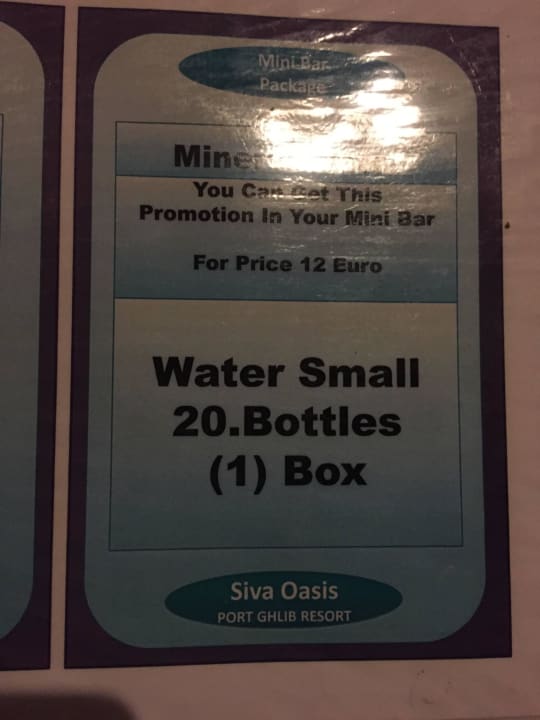 Mini Bar
Package
You Can Get This
Promotion In Your Mini Bar
For Price 12 Euro
Water Small
20.Bottles
(1) Box
Siva Oasis
PORT GHLIB RESORT